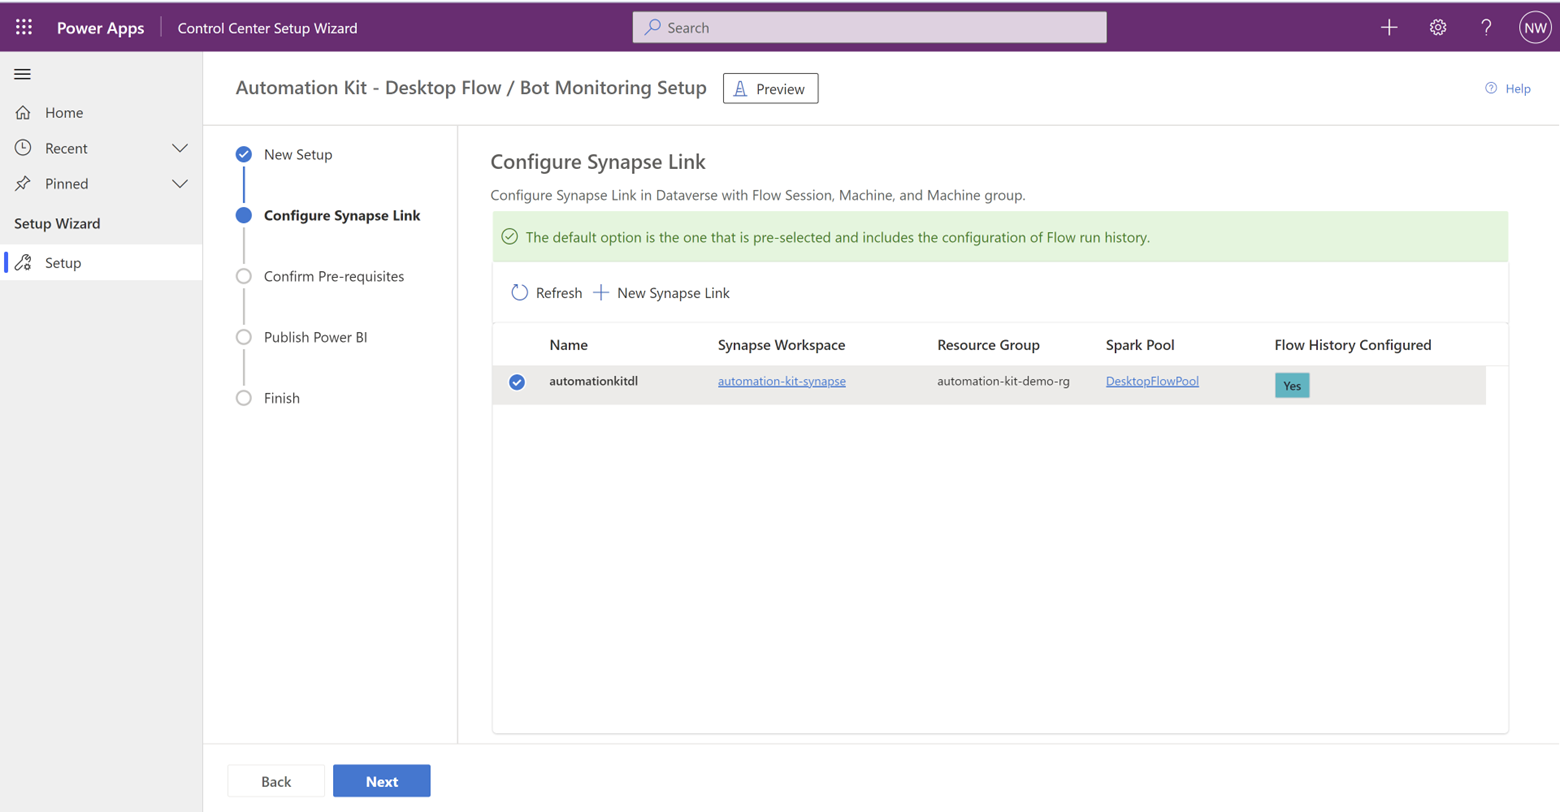 Power Apps
Control Center Setup Wizard
Search
NW
Home
Recent
Pinned
Setup Wizard
Setup
Automation Kit - Desktop Flow / Bot Monitoring Setup
Preview
Help
New Setup
Configure Synapse Link
Confirm Pre-requisites
Publish Power BI
Finish
Configure Synapse Link
Configure Synapse Link in Dataverse with Flow Session, Machine, and Machine group.
The default option is the one that is pre-selected and includes the configuration of Flow run history.
Refresh New Synapse Link
Name Synapse Workspace Resource Group Spark Pool Flow History Configured
automationkitdl automation-kit-synapse automation-kit-demo-rg DesktopFlowPool Yes
Back Next